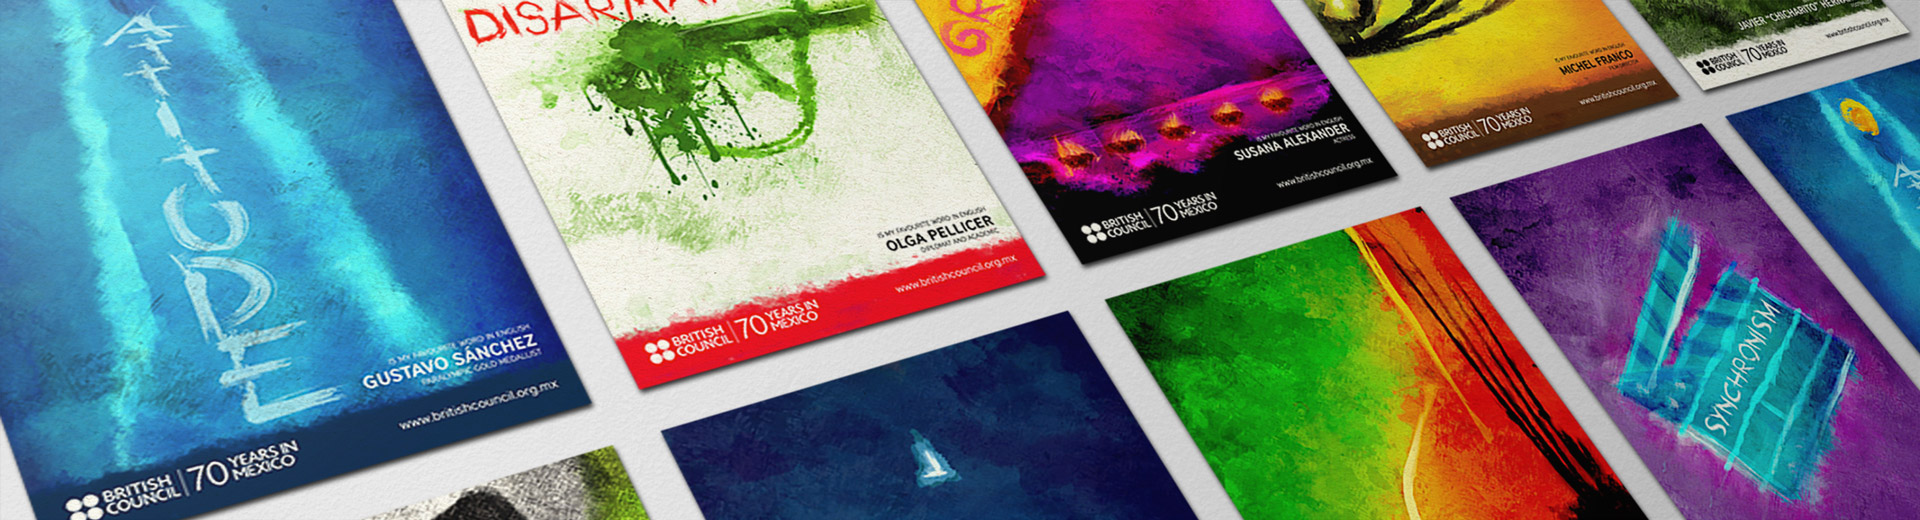 ATTITUDE
IS MY FAVOURITE WORD IN ENGLISH
GUSTAVO SÁNCHEZ
PARALYMPIC GOLD MEDALLIST
www.britishcouncil.org.mx
BRITISH COUNCIL | 70 YEARS IN MEXICO
IS MY FAVOURITE WORD IN ENGLISH
OLGA PELLICER
DIPLOMAT AND ACADEMIC
www.britishcouncil.org.mx
BRITISH COUNCIL | 70 YEARS IN MEXICO
IS MY FAVOURITE WORD IN ENGLISH
SUSANA ALEXANDER
ACTRESS
www.britishcouncil.org.mx
BRITISH COUNCIL | 70 YEARS IN MEXICO
IS MY FAVOURITE WORD IN ENGLISH
MICHEL FRANCO
FILM DIRECTOR
www.britishcouncil.org.mx
BRITISH COUNCIL | 70 YEARS IN MEXICO
JAVIER "CHICHARITO"
www.britishcouncil.org.mx
BRITISH COUNCIL | 70 YEARS IN MEXICO
SYNCHRONISM